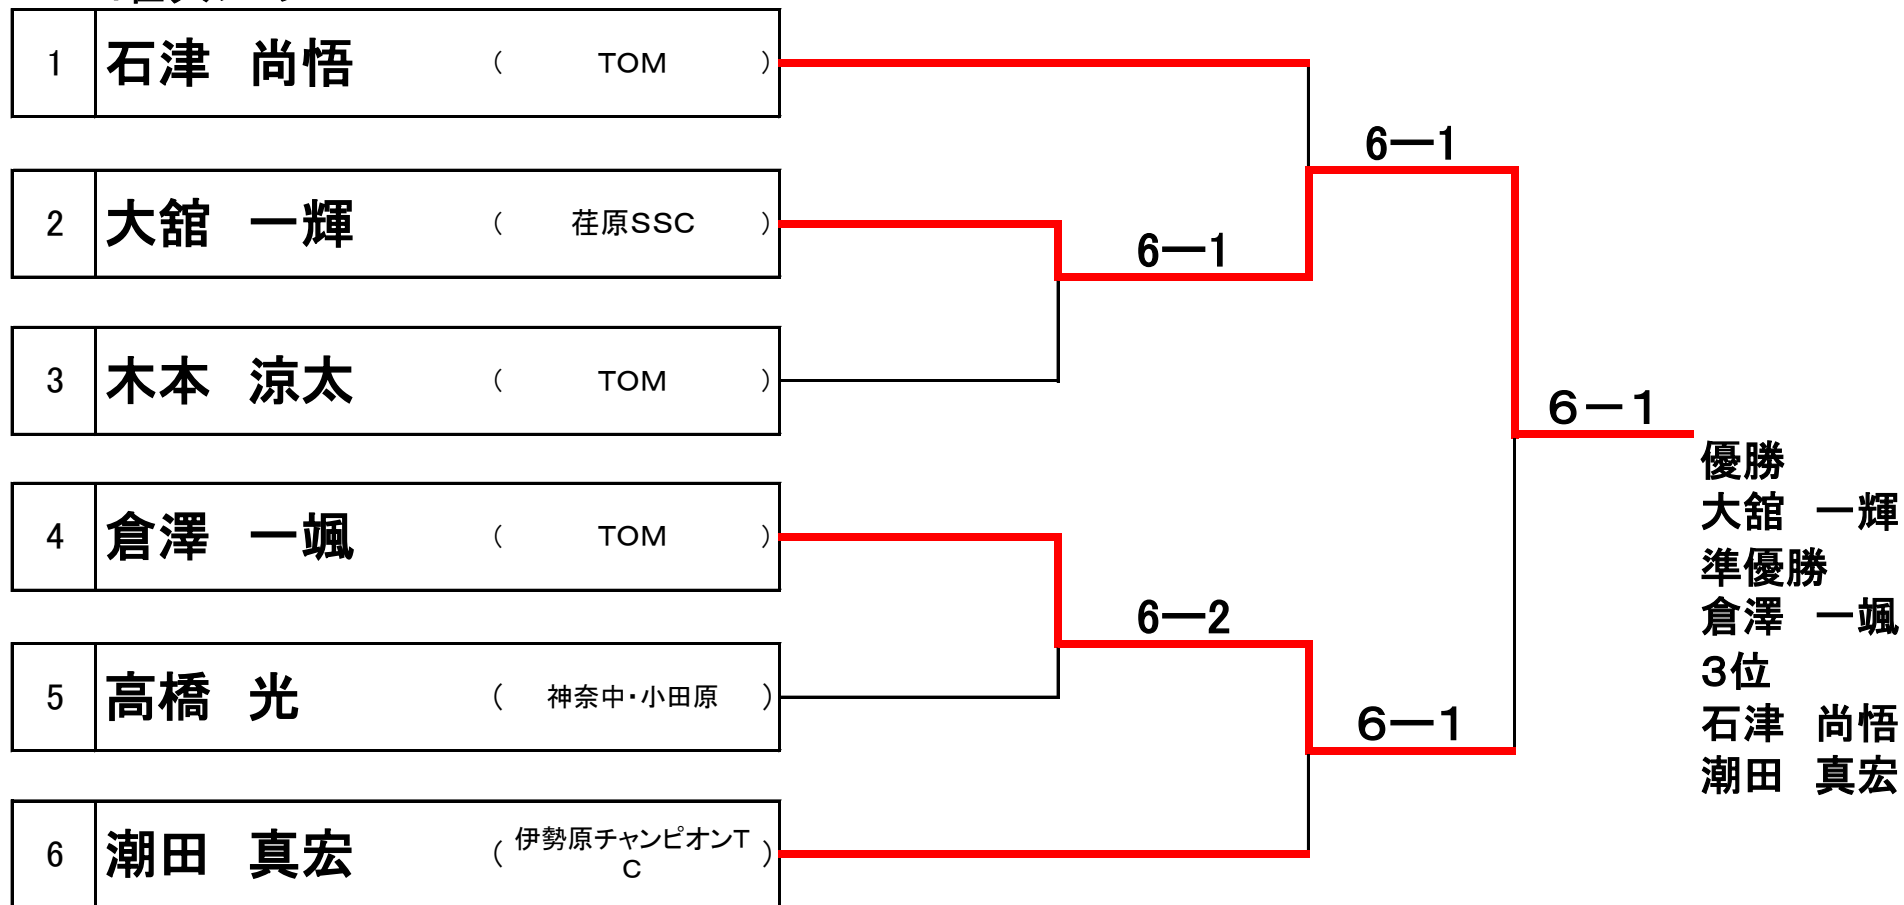 1 石津 尚悟 ( TOM )
2 大舘 一輝 ( 荏原SSC )
3 木本 涼太 ( TOM )
4 倉澤 一颯 ( TOM )
5 高橋 光 ( 神奈中・小田原 )
6 潮田 真宏 ( 伊勢原チャンピオンT
C )
6ー1
6ー2
6ー1
6ー1
6－1
優勝
大舘 一輝
準優勝
倉澤 一颯
3位
石津 尚悟
潮田 真宏